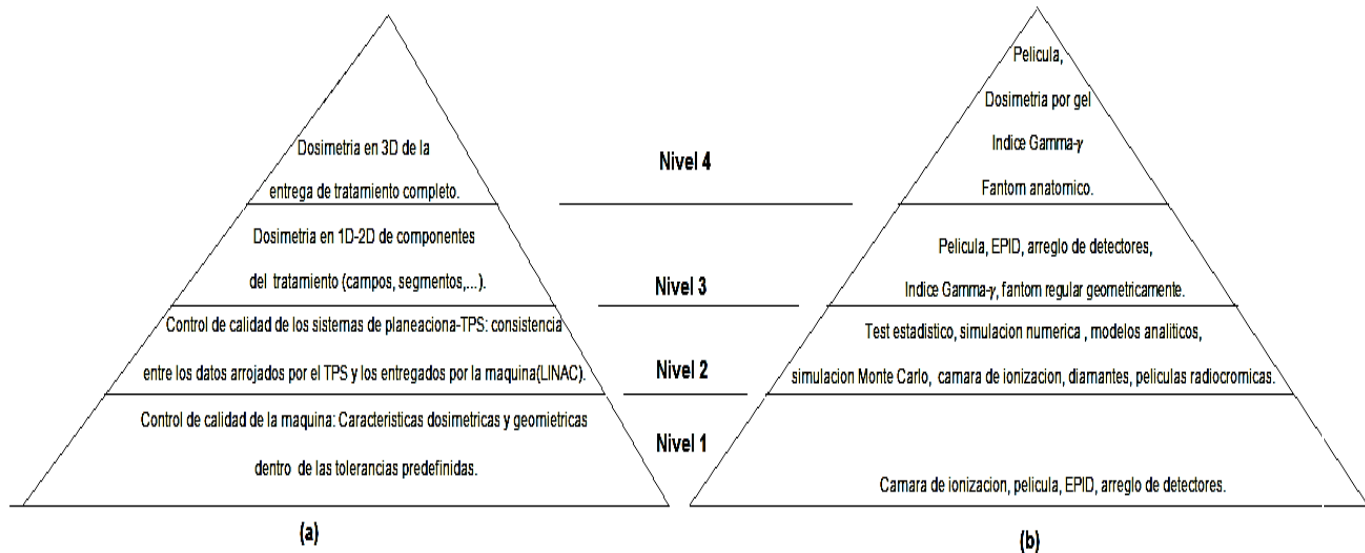 Dosimetria en 3D de la
entrega de tratamiento completo.
Dosimetria en 1D-2D de componentes
del tratamiento (campos, segmentos,...).
Control de calidad de los sistemas de planeaciona-TPS: consistencia
entre los datos arrojados por el TPS y los entregados por la maquina(LINAC).
Control de calidad de la maquina: Caracteristicas dosimetricas y geomietricas
dentro de las tolerancias predefinidas.
(a)
Nivel 4
Nivel 3
Nivel 2
Nivel 1
Pelicula,
Dosimetria por gel
Indice Gamma-γ
Fantom anatomico.
Pelicula, EPID, arreglo de detectores,
Indice Gamma-γ, fantom regular geometricamente.
Test estadistico, simulacion numerica , modelos analiticos,
simulacion Monte Carlo, camara de ionizacion, diamantes, peliculas radiocromicas.
Camara de ionizacion, pelicula, EPID, arreglo de detectores.
(b)